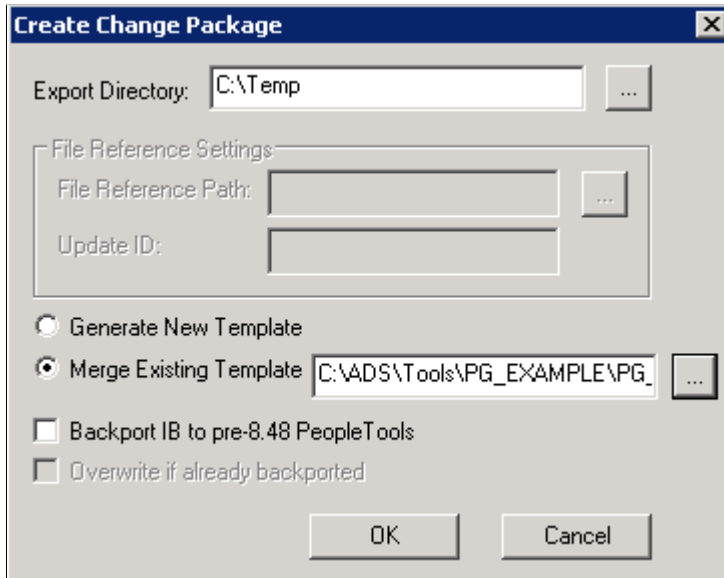 Create Change Package
Export Directory: C:\Temp ...
File Reference Settings
File Reference Path: ...
Update ID:
Generate New Template
Merge Existing Template C:\ADS\Tools\PG_EXAMPLE\PG_ ...
Backport IB to pre-8.48 PeopleTools
Overwrite if already backported
OK Cancel